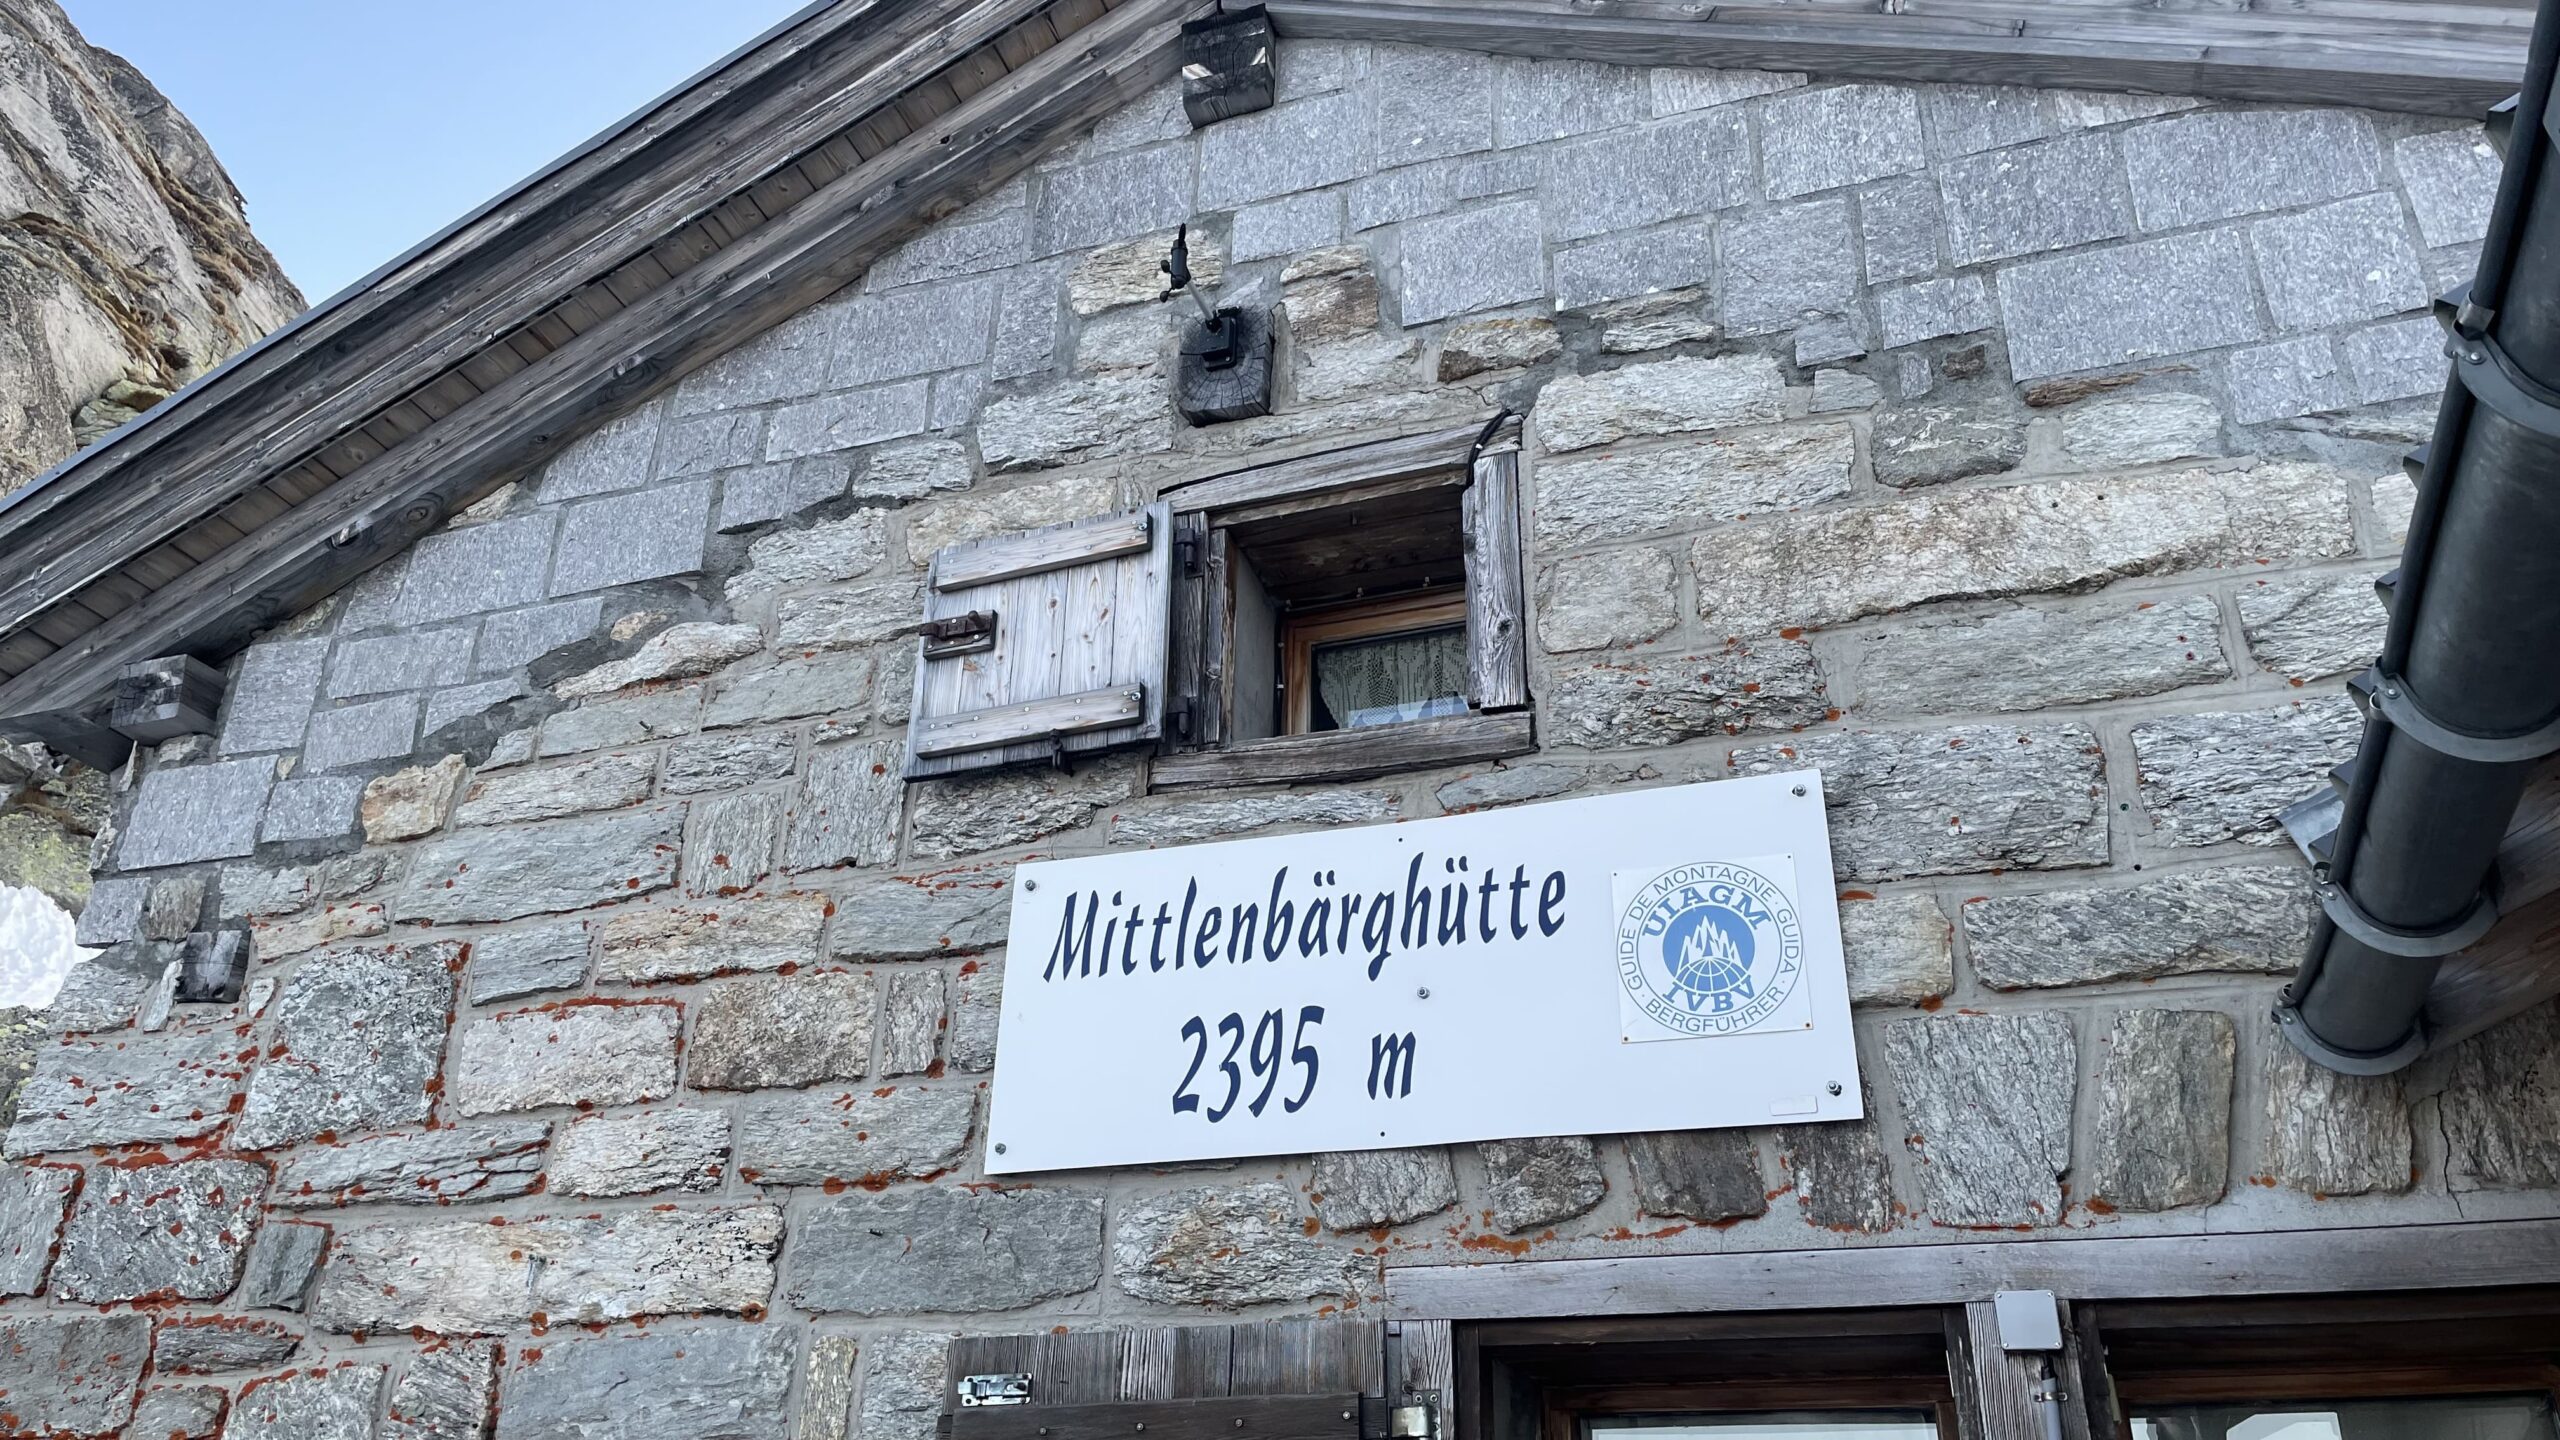 Mittlenbärghütte
2395 m
GUIDE DE MONTAGNE · GUIDA · BERGFÜHRER ·
UIAGM
IVBV